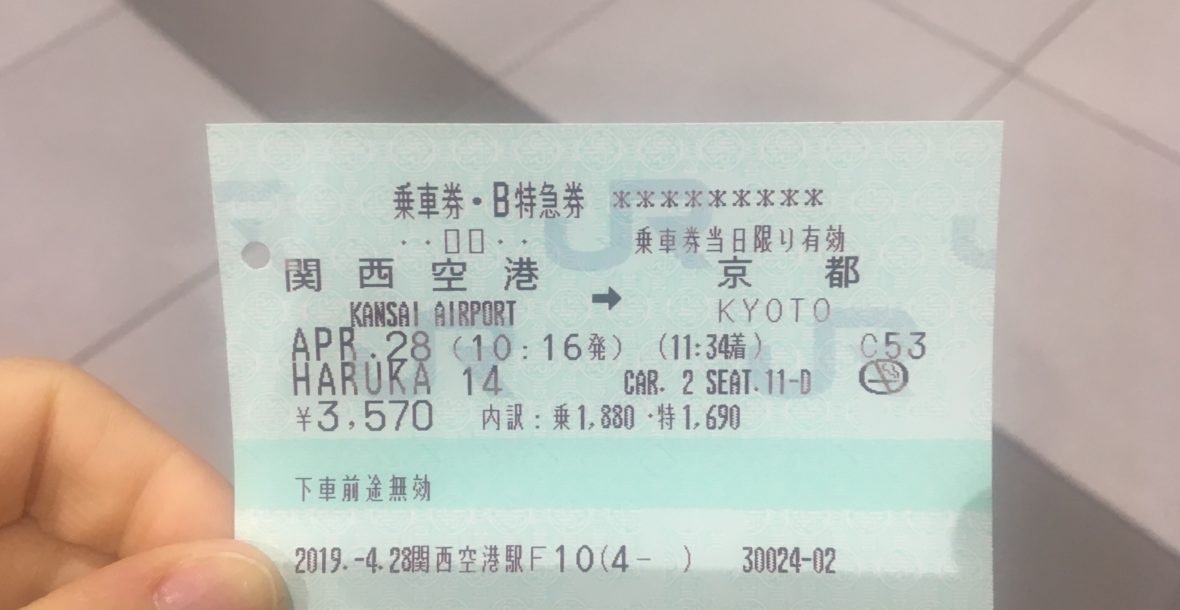 乗車券・B特急券 *********
··□□·· 乗車券当日限り有効
関西空港 ➡ 京都
KANSAI AIRPORT KYOTO
APR.28 (10:16発) (11:34着) C53
HARUKA 14 CAR. 2 SEAT.11-D
¥3,570 内訳:乗1,880・特1,690
下車前途無効
2019.-4.28関西空港駅F10(4- ) 30024-02